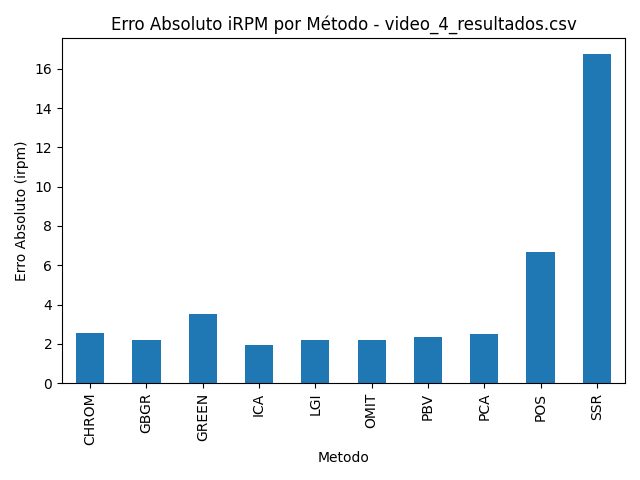 Erro Absoluto iRPM por Método - video_4_resultados.csv
16
14
12
10
8
6
4
2
0
Erro Absoluto (irpm)
CHROM
GBGR
GREEN
ICA
LGI
OMIT
PBV
PCA
POS
SSR
Metodo